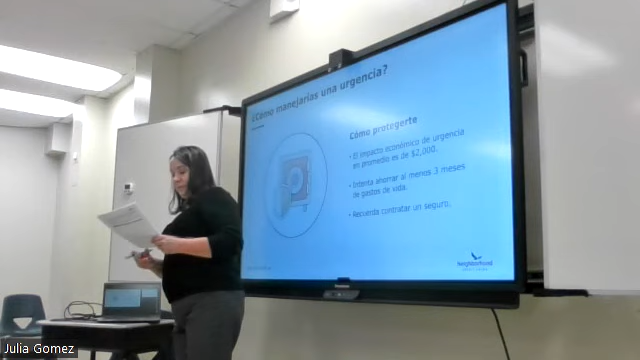 ¿Cómo manejarías una urgencia?
Cómo protegerte
• El impacto económico de urgencia
en promedio es de $2,000.
• Intenta ahorrar al menos 3 meses
de gastos de vida.
• Recuerda contratar un seguro.
Neighborhood
Julia Gomez